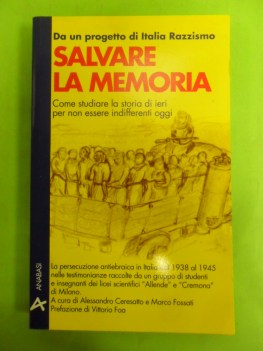 Da un progetto di Italia Razzismo
SALVARE
LA MEMORIA
Come studiare la storia di ieri
per non essere indifferenti oggi
La persecuzione antiebraica in Italia dal 1938 al 1945
nelle testimonianze raccolte da un gruppo di studenti
e insegnanti dei licei scientifici "Allende" e "Cremona"
di Milano.
A cura di Alessandra Ceresatto e Marco Fossati
Prefazione di Vittorio Foa
ANABASI